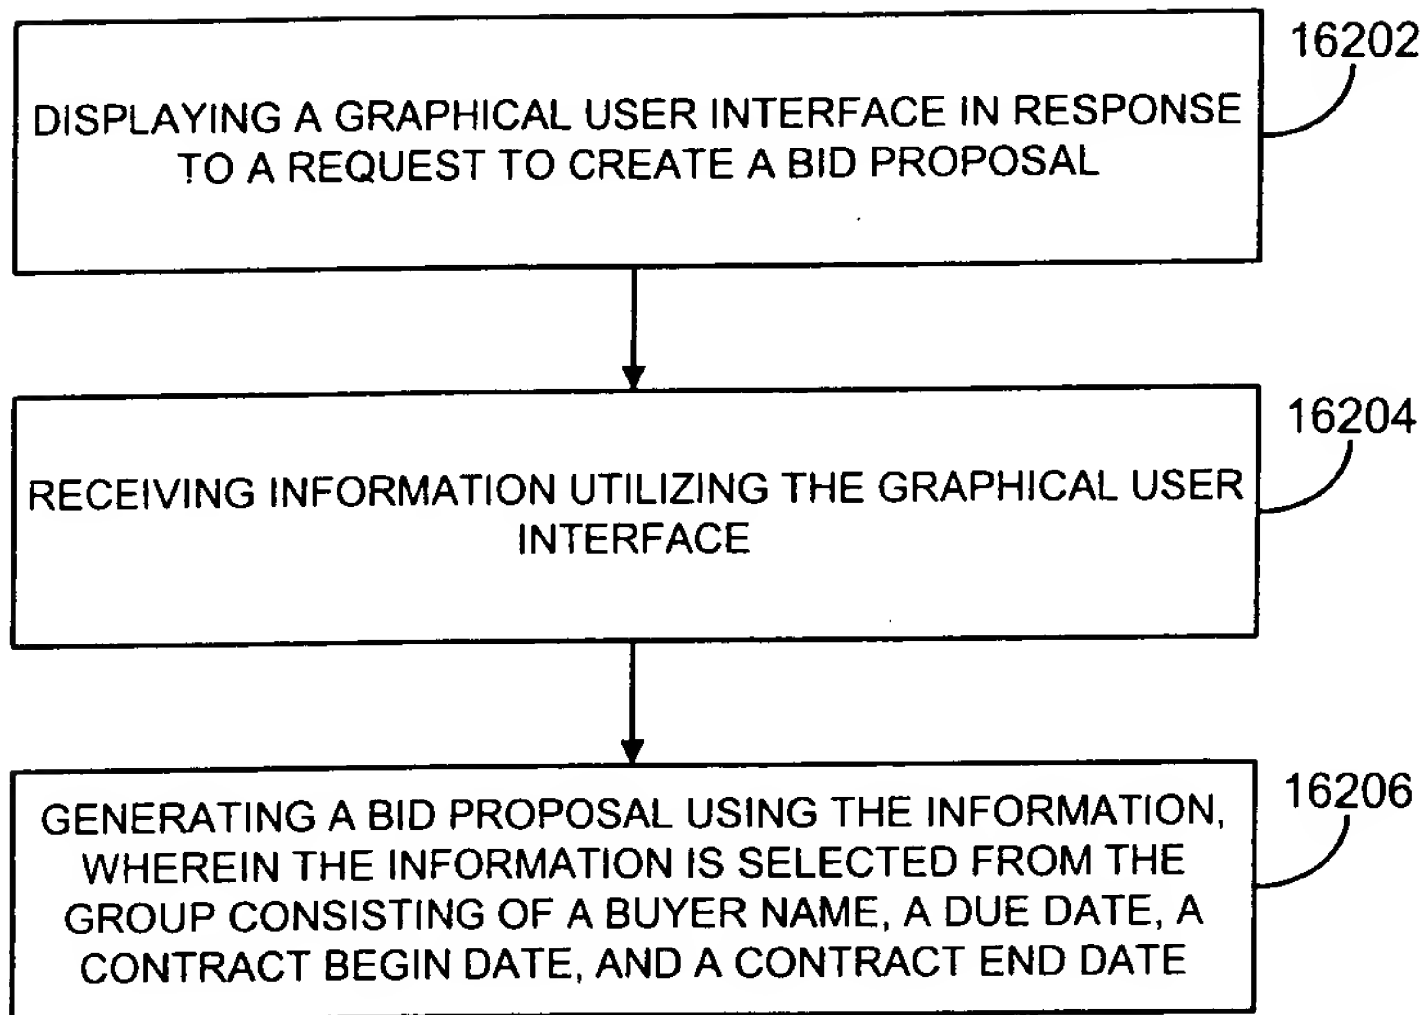 16202
DISPLAYING A GRAPHICAL USER INTERFACE IN RESPONSE
TO A REQUEST TO CREATE A BID PROPOSAL
16204
RECEIVING INFORMATION UTILIZING THE GRAPHICAL USER
INTERFACE
16206
GENERATING A BID PROPOSAL USING THE INFORMATION,
WHEREIN THE INFORMATION IS SELECTED FROM THE
GROUP CONSISTING OF A BUYER NAME, A DUE DATE, A
CONTRACT BEGIN DATE, AND A CONTRACT END DATE